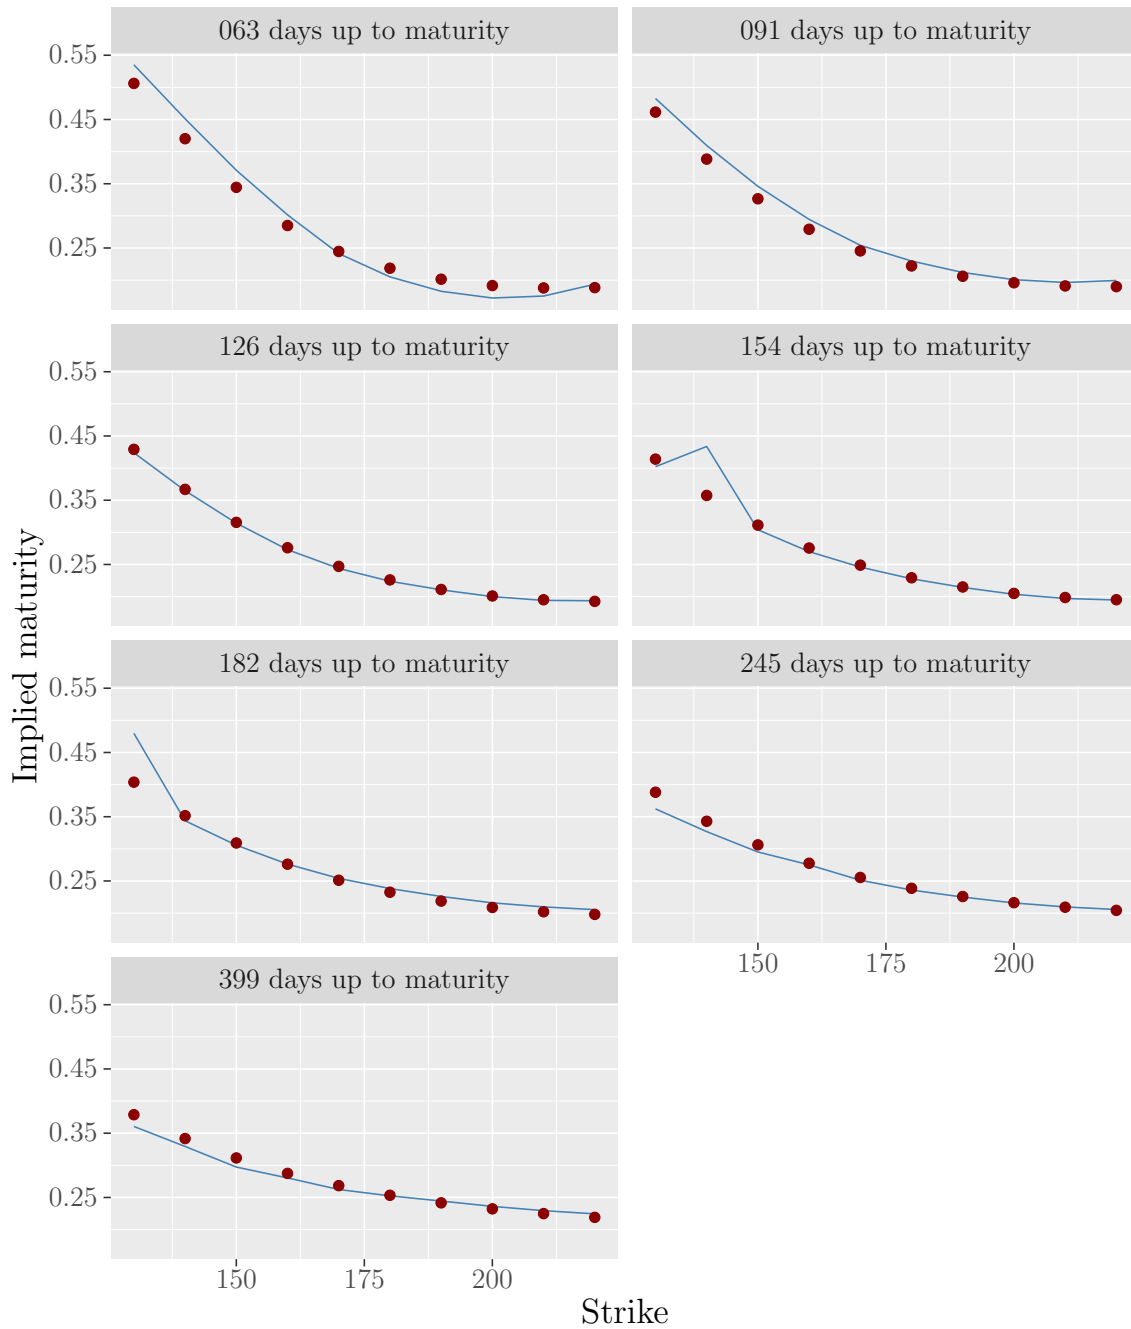 063 days up to maturity
091 days up to maturity
0.55
0.45
0.35
0.25
126 days up to maturity
154 days up to maturity
0.55
0.45
0.35
0.25
Implied maturity
182 days up to maturity
245 days up to maturity
0.55
0.45
0.35
0.25
150
175
200
399 days up to maturity
0.55
0.45
0.35
0.25
150
175
200
Strike